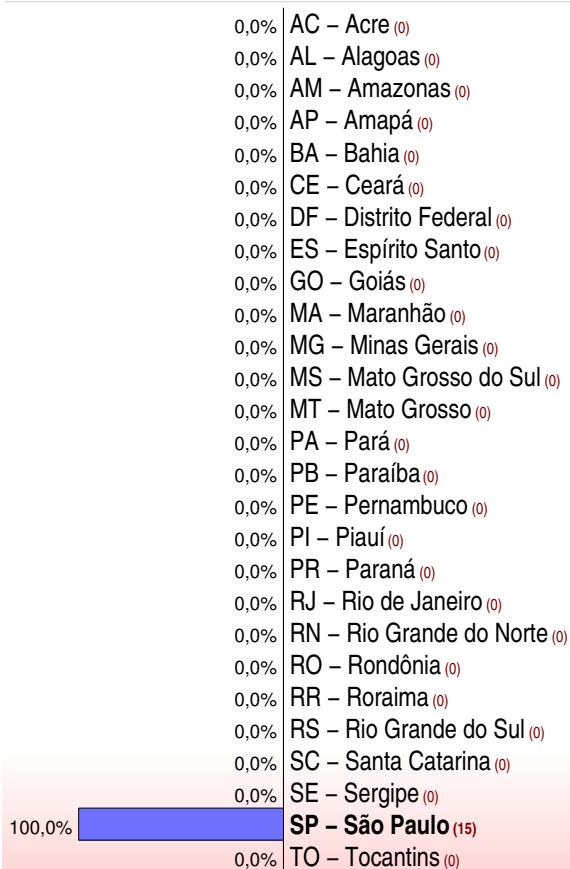 0,0% AC – Acre (0)
0,0% AL – Alagoas (0)
0,0% AM – Amazonas (0)
0,0% AP – Amapá (0)
0,0% BA – Bahia (0)
0,0% CE – Ceará (0)
0,0% DF – Distrito Federal (0)
0,0% ES – Espírito Santo (0)
0,0% GO – Goiás (0)
0,0% MA – Maranhão (0)
0,0% MG – Minas Gerais (0)
0,0% MS – Mato Grosso do Sul (0)
0,0% MT – Mato Grosso (0)
0,0% PA – Pará (0)
0,0% PB – Paraíba (0)
0,0% PE – Pernambuco (0)
0,0% PI – Piauí (0)
0,0% PR – Paraná (0)
0,0% RJ – Rio de Janeiro (0)
0,0% RN – Rio Grande do Norte (0)
0,0% RO – Rondônia (0)
0,0% RR – Roraima (0)
0,0% RS – Rio Grande do Sul (0)
0,0% SC – Santa Catarina (0)
0,0% SE – Sergipe (0)
100,0% SP – São Paulo (15)
0,0% TO – Tocantins (0)